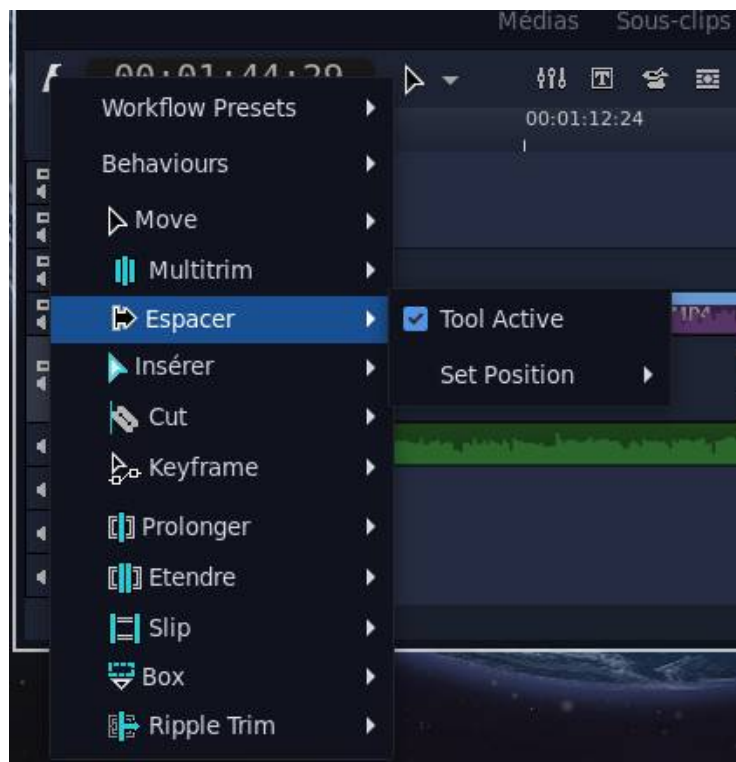 Médias Sous-clips
00:01:44:29
00:01:12:24
Workflow Presets
Behaviours
Move
Multitrim
Espacer
Tool Active
Set Position
Insérer
Cut
Keyframe
Prolonger
Etendre
Slip
Box
Ripple Trim